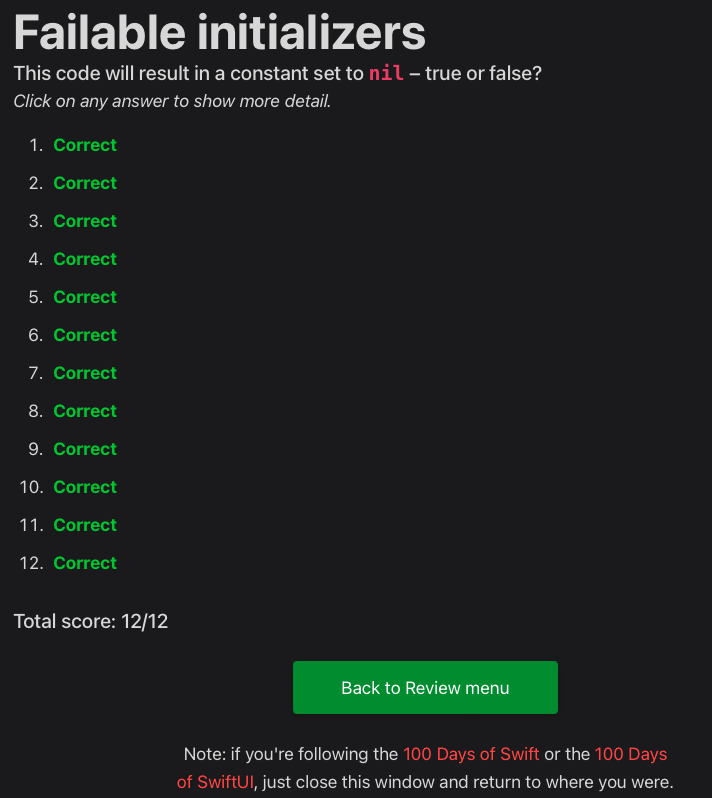 Failable initializers
This code will result in a constant set to nil – true or false?
Click on any answer to show more detail.
1. Correct
2. Correct
3. Correct
4. Correct
5. Correct
6. Correct
7. Correct
8. Correct
9. Correct
10. Correct
11. Correct
12. Correct
Total score: 12/12
Back to Review menu
Note: if you're following the 100 Days of Swift or the 100 Days
of SwiftUI, just close this window and return to where you were.